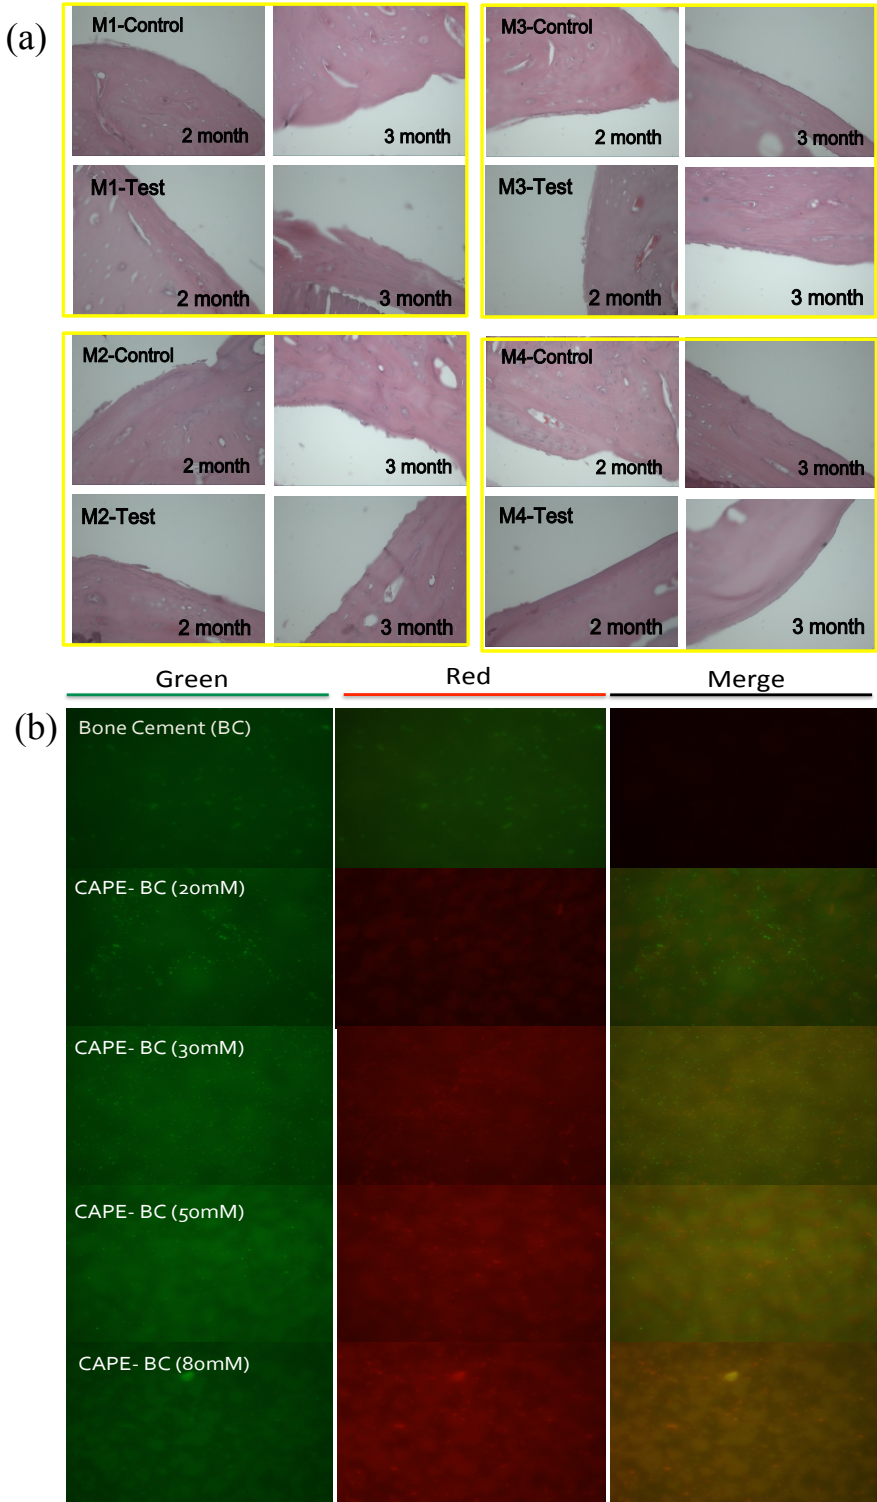 (a)
M1-Control
2 month
3 month
M1-Test
2 month
3 month
M3-Control
2 month
3 month
M3-Test
2 month
3 month
M2-Control
2 month
3 month
M2-Test
2 month
3 month
M4-Control
2 month
3 month
M4-Test
2 month
3 month
Green
Red
Merge
(b)
Bone Cement (BC)
CAPE- BC (20mM)
CAPE- BC (30mM)
CAPE- BC (50mM)
CAPE- BC (80mM)